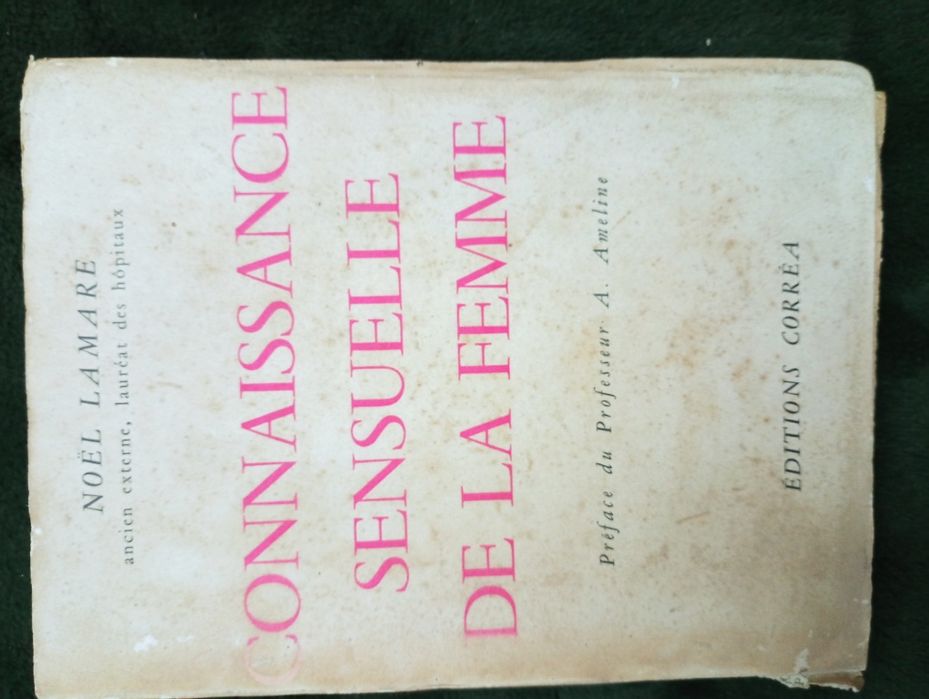 NOËL LAMARE
ancien externe, lauréat des hôpitaux
CONNAISSANCE
SENSUELLE
DE LA FEMME
Préface du Professeur A. Ameline
ÉDITIONS CORRÊA